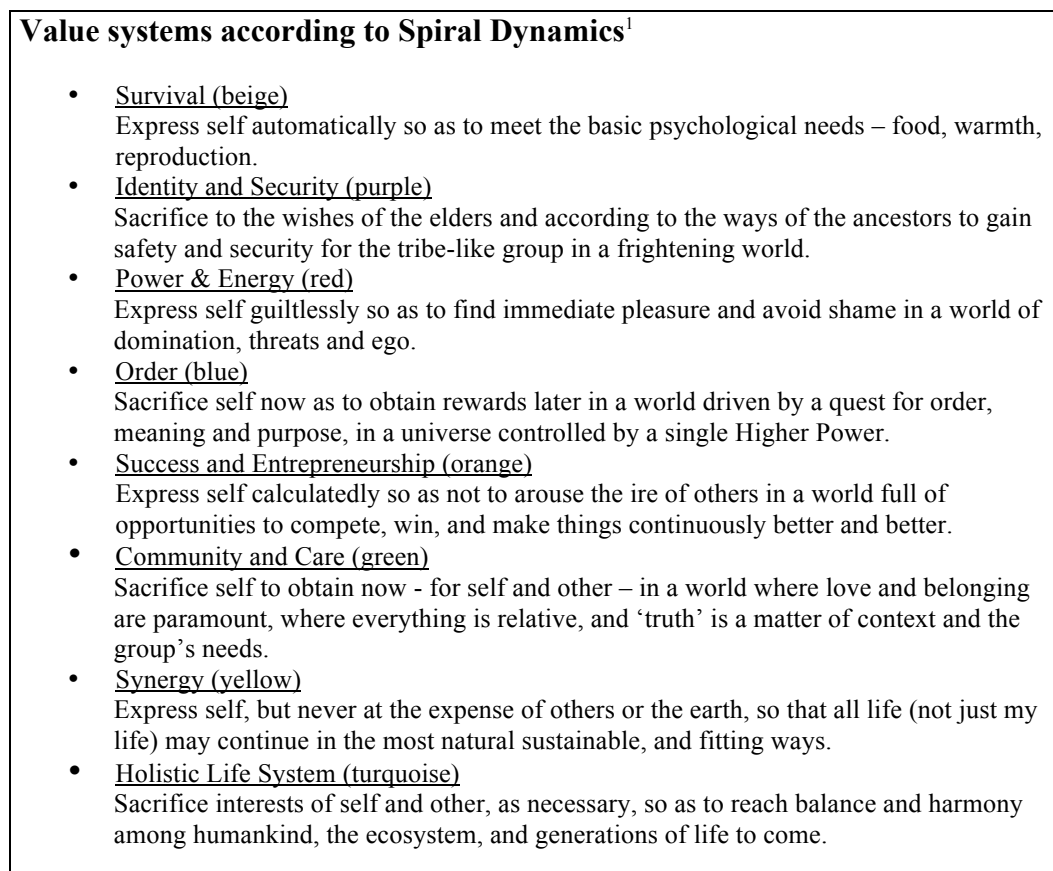 Value systems according to Spiral Dynamics1
• Survival (beige)
Express self automatically so as to meet the basic psychological needs – food, warmth,
reproduction.
• Identity and Security (purple)
Sacrifice to the wishes of the elders and according to the ways of the ancestors to gain
safety and security for the tribe-like group in a frightening world.
• Power & Energy (red)
Express self guiltlessly so as to find immediate pleasure and avoid shame in a world of
domination, threats and ego.
• Order (blue)
Sacrifice self now as to obtain rewards later in a world driven by a quest for order,
meaning and purpose, in a universe controlled by a single Higher Power.
• Success and Entrepreneurship (orange)
Express self calculatedly so as not to arouse the ire of others in a world full of
opportunities to compete, win, and make things continuously better and better.
• Community and Care (green)
Sacrifice self to obtain now - for self and other – in a world where love and belonging
are paramount, where everything is relative, and ‘truth’ is a matter of context and the
group’s needs.
• Synergy (yellow)
Express self, but never at the expense of others or the earth, so that all life (not just my
life) may continue in the most natural sustainable, and fitting ways.
• Holistic Life System (turquoise)
Sacrifice interests of self and other, as necessary, so as to reach balance and harmony
among humankind, the ecosystem, and generations of life to come.